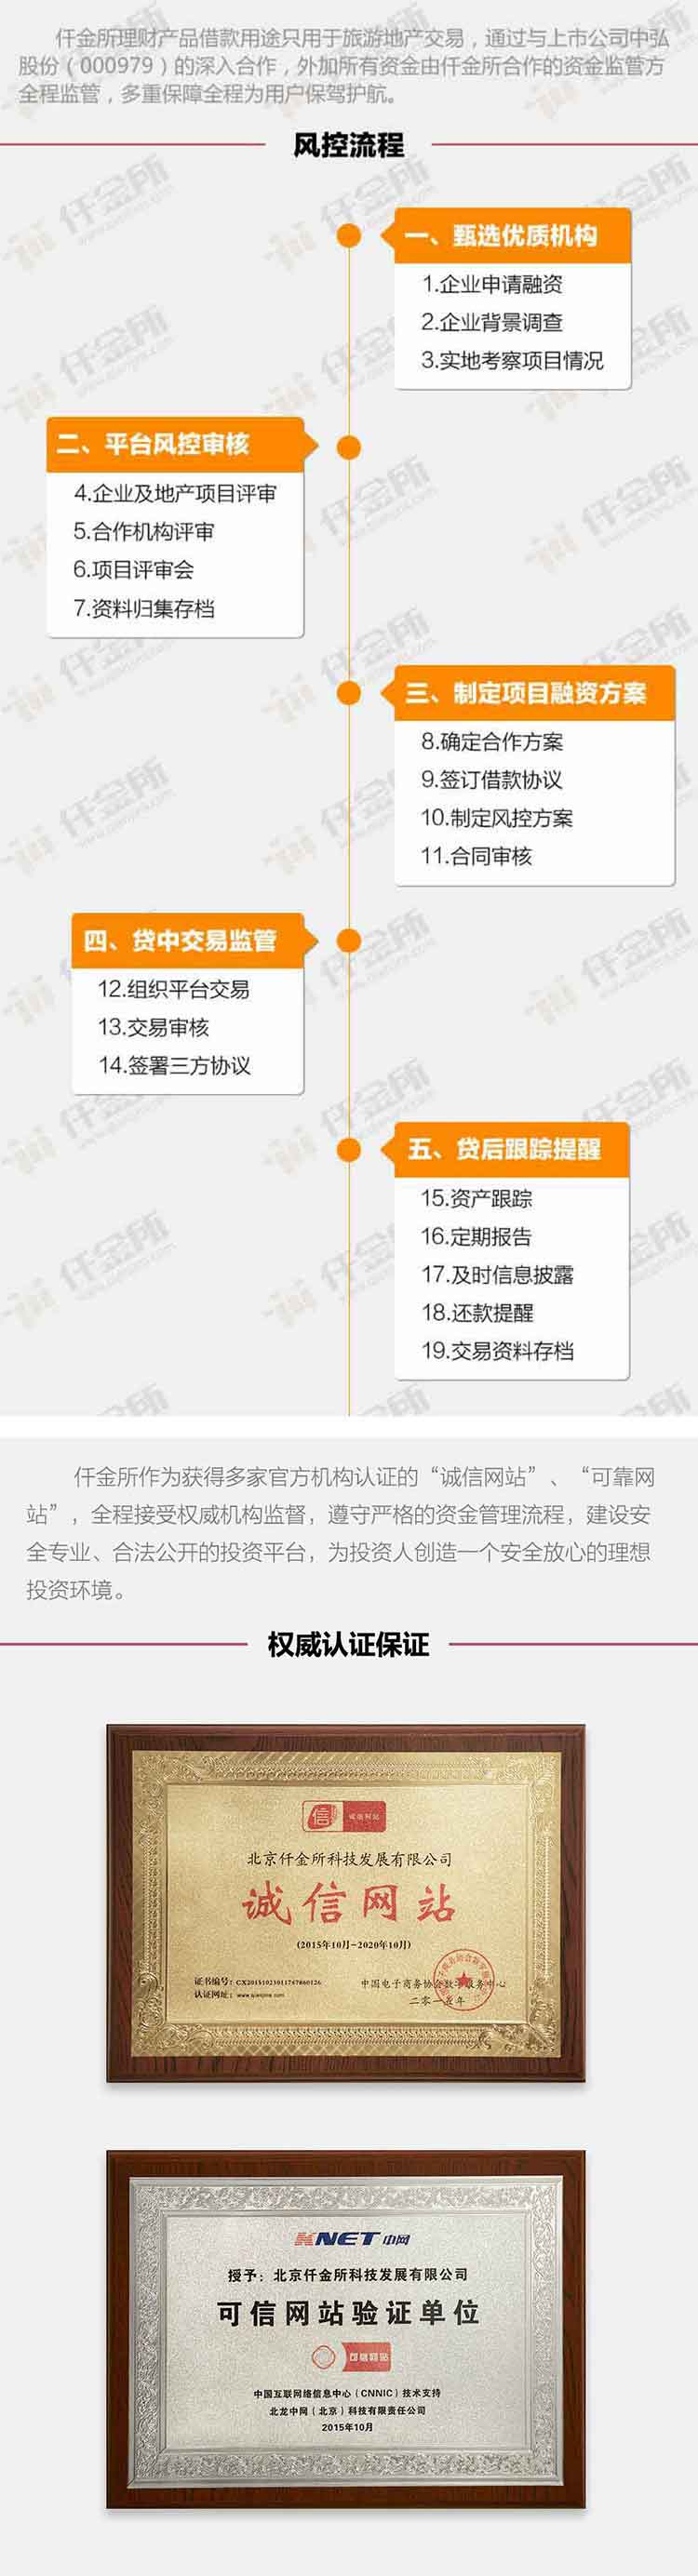 仟金所理财产品借款用途只用于旅游地产交易，通过与上市公司中弘
股份（000979）的深入合作，外加所有资金由仟金所合作的资金监管方
全程监管，多重保障全程为用户保驾护航。
风控流程
一、甄选优质机构
1.企业申请融资
2.企业背景调查
3.实地考察项目情况
二、平台风控审核
4.企业及地产项目评审
5.合作机构评审
6.项目评审会
7.资料归集存档
三、制定项目融资方案
8.确定合作方案
9.签订借款协议
10.制定风控方案
11.合同审核
四、贷中交易监管
12.组织平台交易
13.交易审核
14.签署三方协议
五、贷后跟踪提醒
15.资产跟踪
16.定期报告
17.及时信息披露
18.还款提醒
19.交易资料存档
仟金所作为获得多家官方机构认证的“诚信网站”、“可靠网
站”，全程接受权威机构监督，遵守严格的资金管理流程，建设安
全专业、合法公开的投资平台，为投资人创造一个安全放心的理想
投资环境。
权威认证保证
信 诚信网站
北京仟金所科技发展有限公司
诚信网站
(2015年10月-2020年10月)
证书编号：
认证网址：
中国电子商务协会数字服务中心
二零一五年
KNET 中网
授予：北京仟金所科技发展有限公司
可信网站验证单位
可信网站
中国互联网络信息中心（CNNIC）技术支持
北龙中网（北京）科技有限责任公司
2015年10月
仟金所